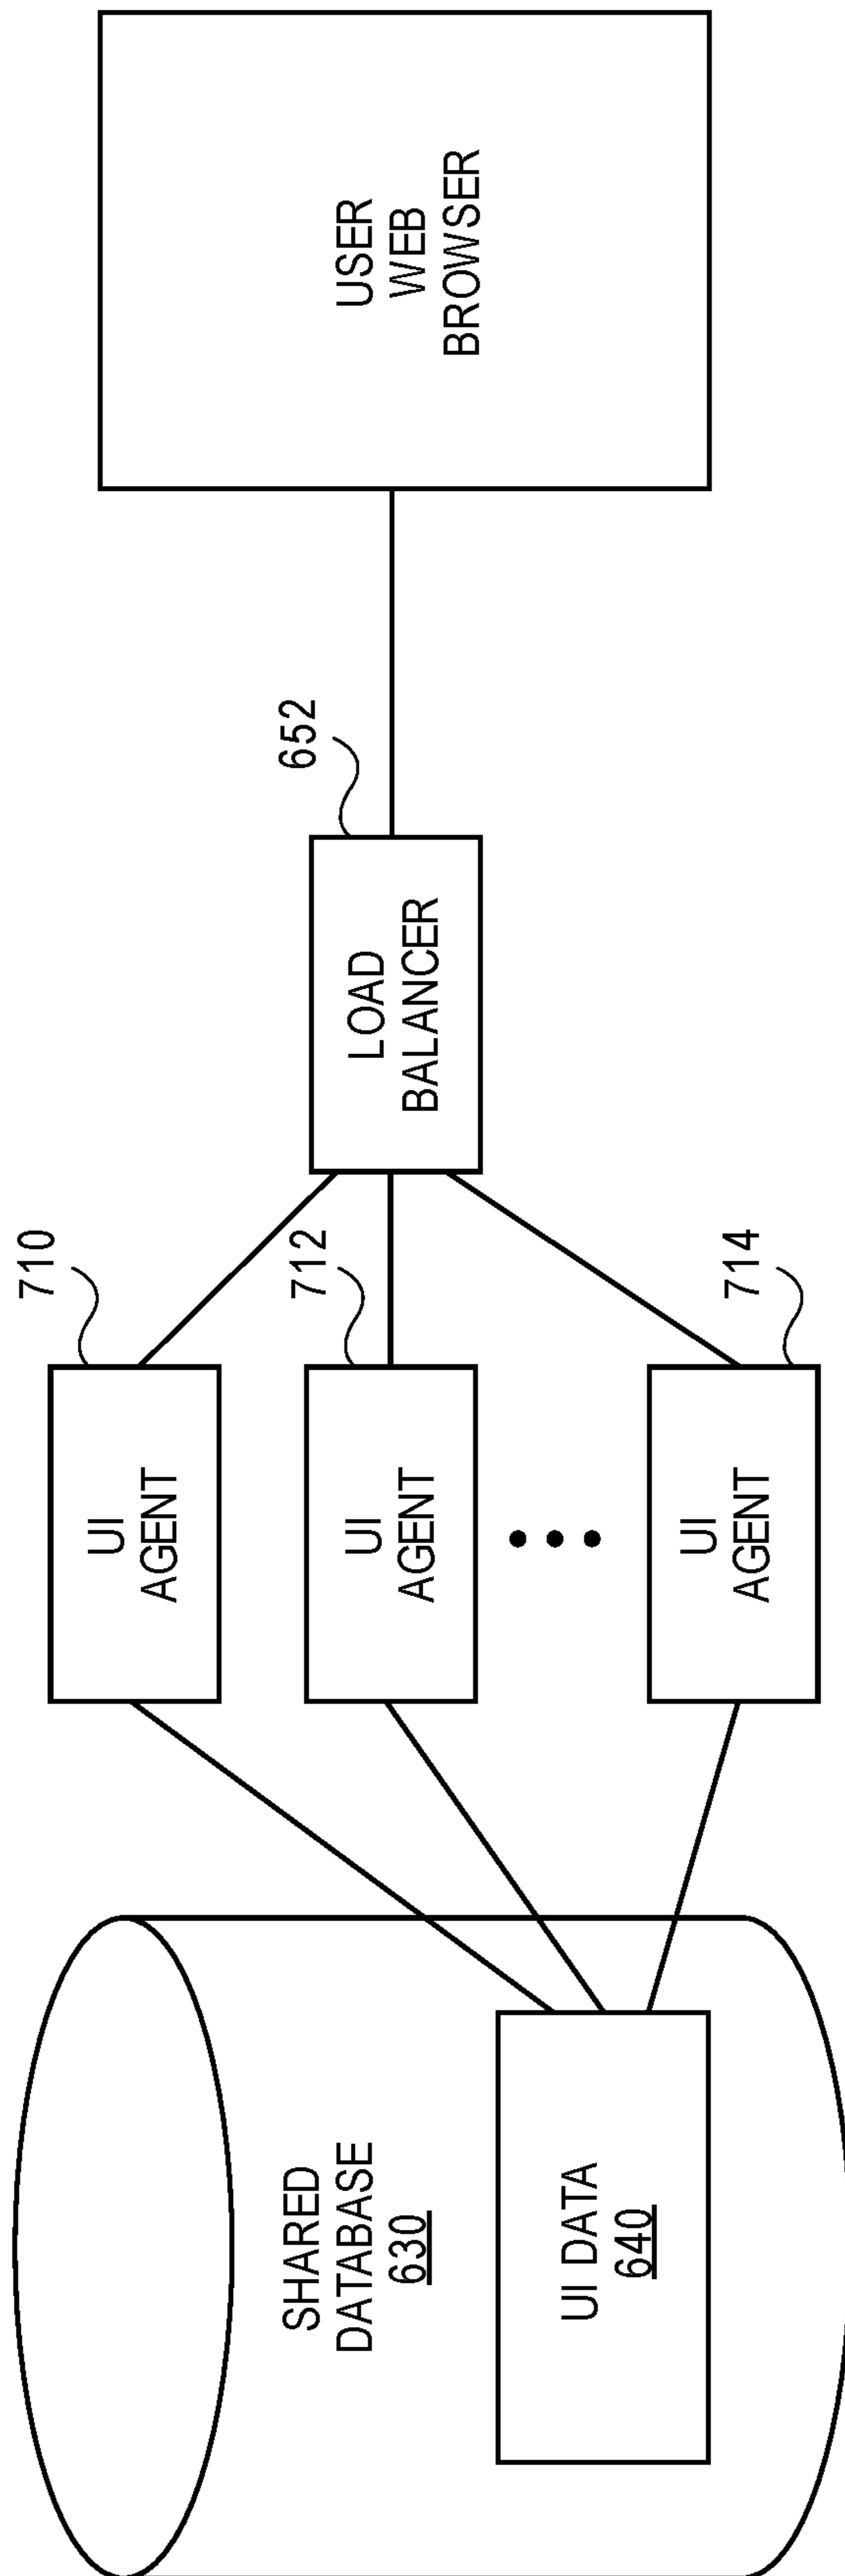 SHARED
DATABASE
630
UI DATA
640
710
UI
AGENT
712
UI
AGENT
714
UI
AGENT
652
LOAD
BALANCER
USER
WEB
BROWSER